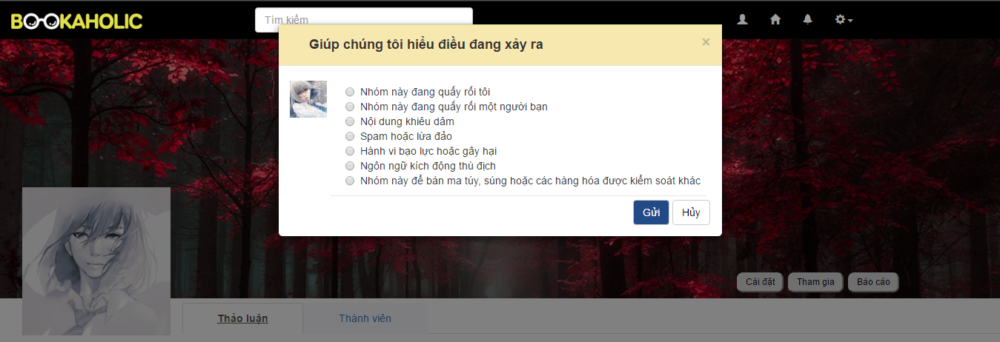 BOOKAHOLIC
Tìm kiếm
Giúp chúng tôi hiểu điều đang xảy ra
×
Nhóm này đang quấy rối tôi
Nhóm này đang quấy rối một người bạn
Nội dung khiêu dâm
Spam hoặc lừa đảo
Hành vi bạo lực hoặc gây hại
Ngôn ngữ kích động thù địch
Nhóm này để bán ma túy, súng hoặc các hàng hóa được kiểm soát khác
Gửi Hủy
Cài đặt Tham gia Báo cáo
Thảo luận Thành viên